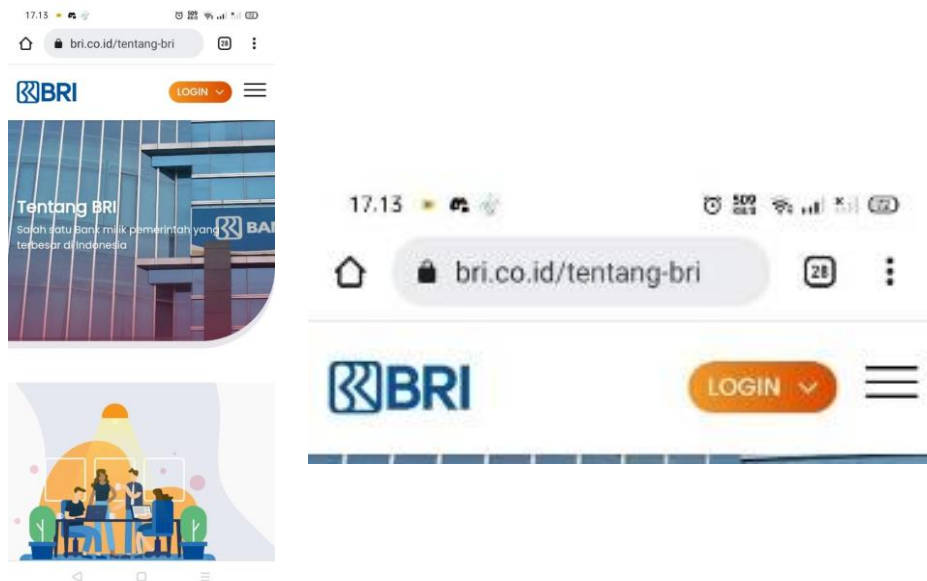 17.13
bri.co.id/tentang-bri
28
BRI
LOGIN
Tentang BRI
Salah satu Bank milik pemerintah yang
terbesar di Indonesia
BAN
17.13
bri.co.id/tentang-bri
28
BRI
LOGIN